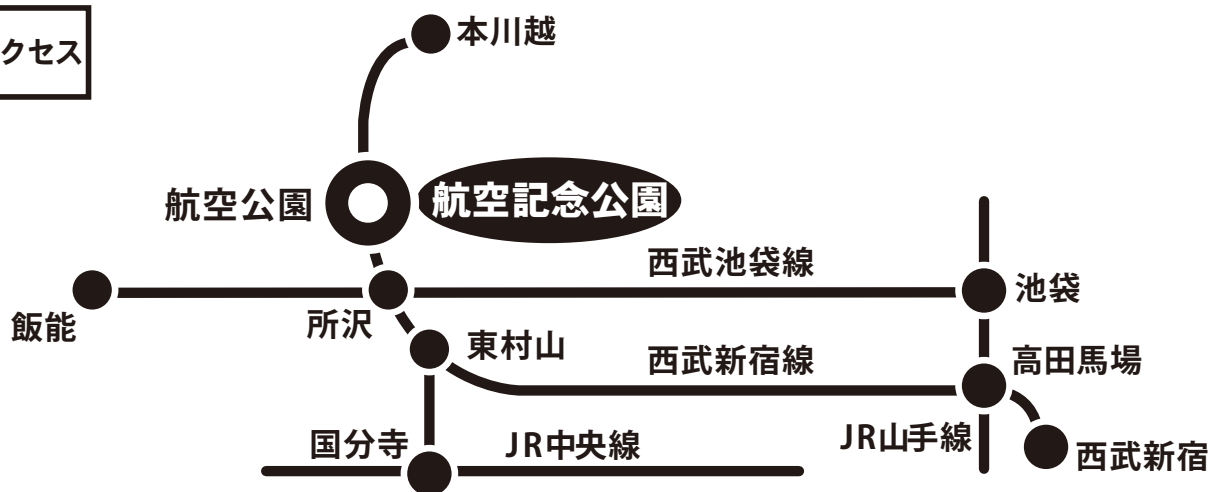 クセス
本川越
航空公園
航空記念公園
西武池袋線
池袋
飯能
所沢
東村山
西武新宿線
高田馬場
国分寺
JR中央線
JR山手線
西武新宿